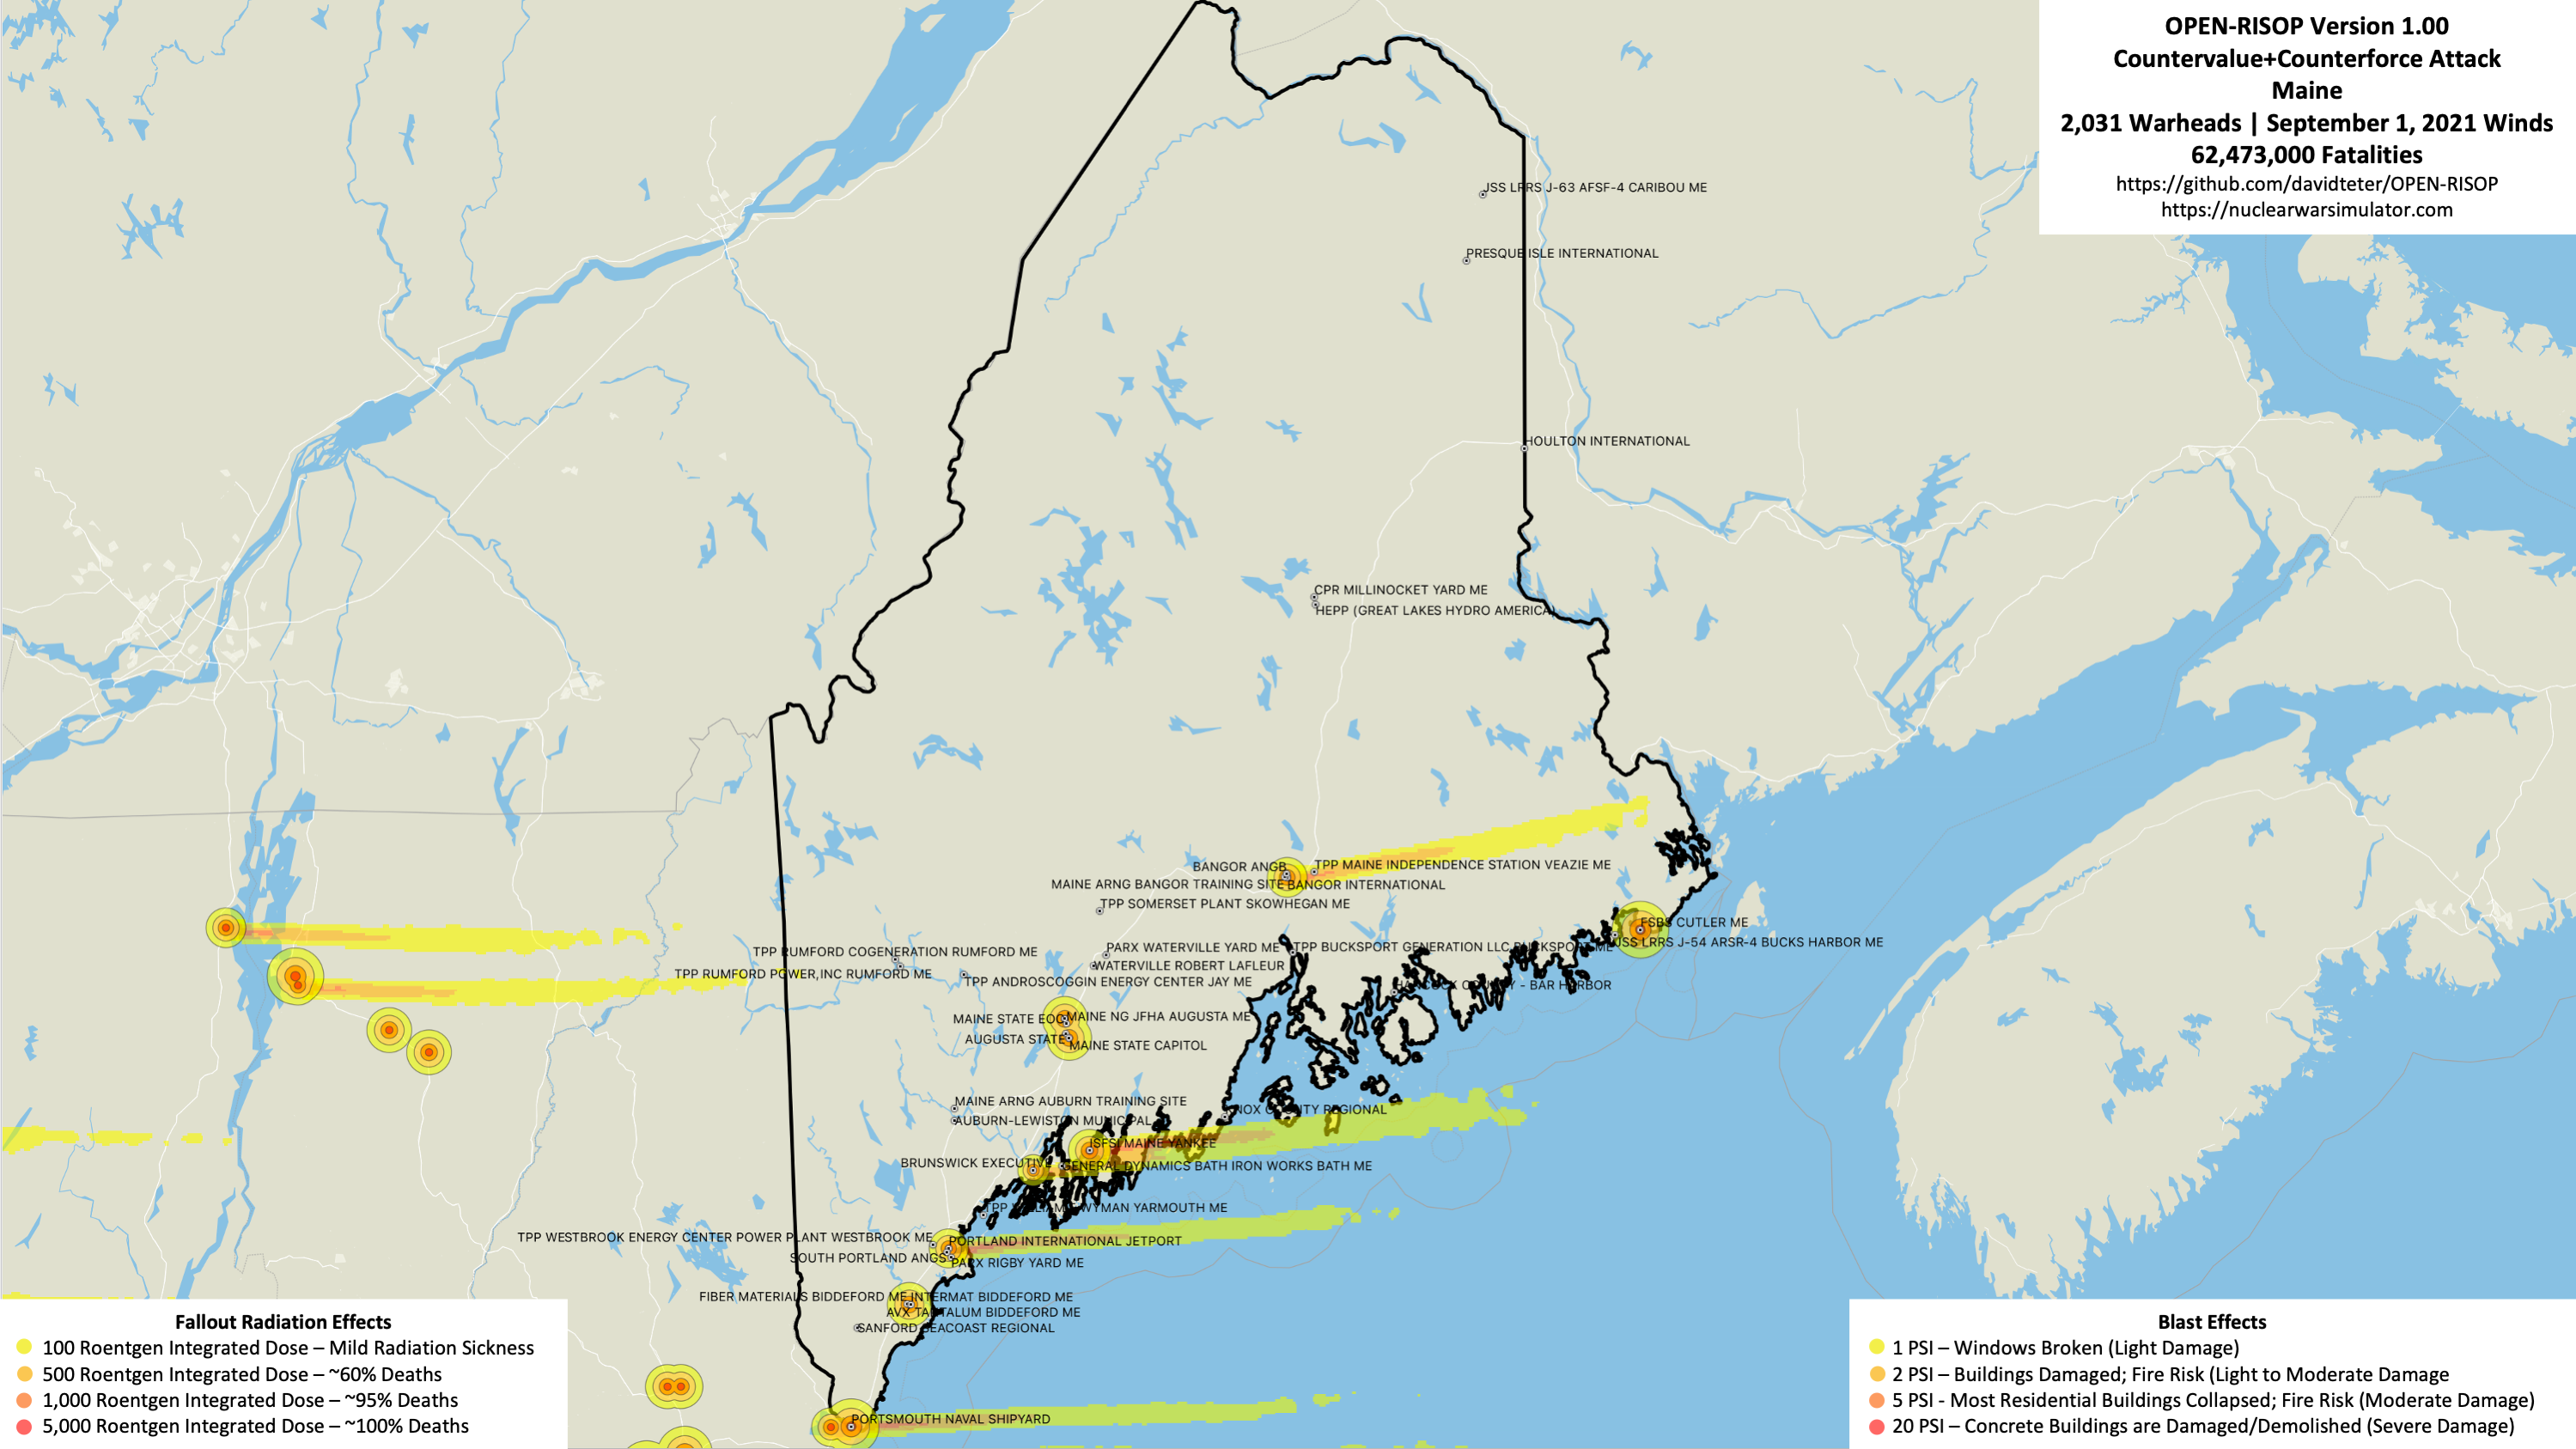 OPEN-RISOP Version 1.00
Countervalue+Counterforce Attack
Maine
2,031 Warheads | September 1, 2021 Winds
62,473,000 Fatalities
https://github.com/davidteter/OPEN-RISOP
https://nuclearwarsimulator.com
JSS LRRS J-63 AFSF-4 CARIBOU ME
PRESQUE ISLE INTERNATIONAL
HOULTON INTERNATIONAL
CPR MILLINOCKET YARD ME
HEPP (GREAT LAKES HYDRO AMERICA)
BANGOR ANGB
TPP MAINE INDEPENDENCE STATION VEAZIE ME
MAINE ARNG BANGOR TRAINING SITE
BANGOR INTERNATIONAL
TPP SOMERSET PLANT SKOWHEGAN ME
FSBS CUTLER ME
JSS LRRS J-54 ARSR-4 BUCKS HARBOR ME
TPP RUMFORD COGENERATION RUMFORD ME
PARX WATERVILLE YARD ME
TPP BUCKSPORT GENERATION LLC BUCKSPORT ME
WATERVILLE ROBERT LAFLEUR
TPP RUMFORD POWER,INC RUMFORD ME
TPP ANDROSCOGGIN ENERGY CENTER JAY ME
HANCOCK COUNTY - BAR HARBOR
MAINE STATE EOC
MAINE NG JFHA AUGUSTA ME
AUGUSTA STATE
MAINE STATE CAPITOL
MAINE ARNG AUBURN TRAINING SITE
AUBURN-LEWISTON MUNICIPAL
KNOX COUNTY REGIONAL
ISFSI MAINE YANKEE
BRUNSWICK EXECUTIVE
GENERAL DYNAMICS BATH IRON WORKS BATH ME
TPP WILLIAM WYMAN YARMOUTH ME
TPP WESTBROOK ENERGY CENTER POWER PLANT WESTBROOK ME
PORTLAND INTERNATIONAL JETPORT
SOUTH PORTLAND ANGS
PARX RIGBY YARD ME
FIBER MATERIALS BIDDEFORD ME
INTERMAT BIDDEFORD ME
AVX TANTALUM BIDDEFORD ME
SANFORD SEACOAST REGIONAL
PORTSMOUTH NAVAL SHIPYARD
Fallout Radiation Effects
100 Roentgen Integrated Dose – Mild Radiation Sickness
500 Roentgen Integrated Dose – ~60% Deaths
1,000 Roentgen Integrated Dose – ~95% Deaths
5,000 Roentgen Integrated Dose – ~100% Deaths
Blast Effects
1 PSI – Windows Broken (Light Damage)
2 PSI – Buildings Damaged; Fire Risk (Light to Moderate Damage
5 PSI - Most Residential Buildings Collapsed; Fire Risk (Moderate Damage)
20 PSI – Concrete Buildings are Damaged/Demolished (Severe Damage)